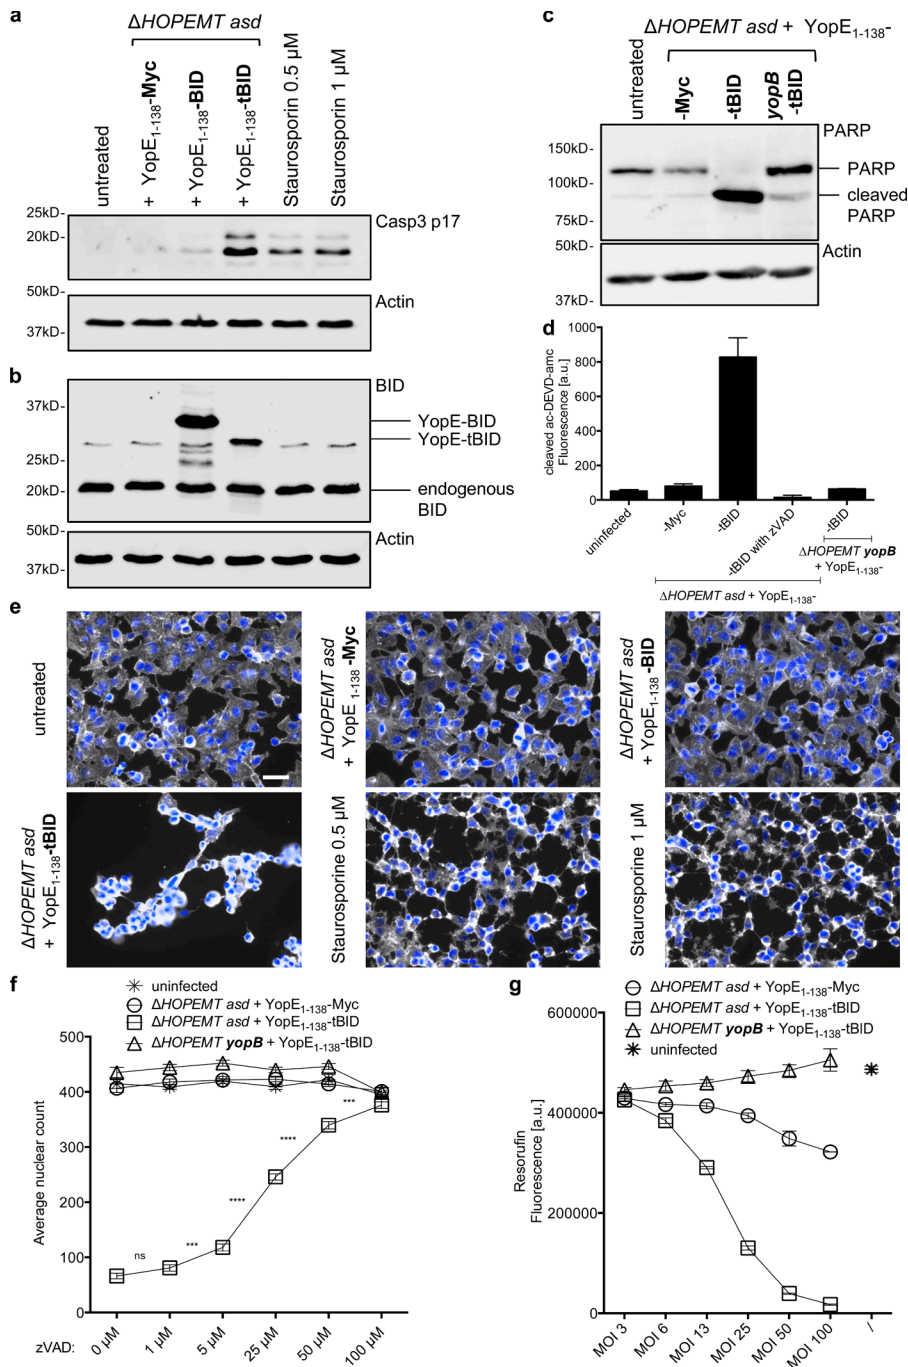 a
ΔHOPEMT asd
untreated
+ YopE1-138-Myc
+ YopE1-138-BID
+ YopE1-138-tBID
Staurosporin 0.5 µM
Staurosporin 1 µM
25kD-
20kD-
Casp3 p17
50kD-
37kD-
Actin
b
BID
37kD-
25kD-
20kD-
YopE-BID
YopE-tBID
endogenous
BID
50kD-
37kD-
Actin
c
ΔHOPEMT asd + YopE1-138-
untreated
-Myc
-tBID
yopB
-tBID
PARP
150kD-
100kD-
75kD-
PARP
cleaved
PARP
50kD-
37kD-
Actin
d
cleaved ac-DEVD-amc
Fluorescence [a.u.]
1000
800
600
400
200
0
uninfected
-Myc
-tBID
-tBID with zVAD
-tBID
ΔHOPEMT yopB
+ YopE1-138-
ΔHOPEMT asd + YopE1-138-
e
untreated
ΔHOPEMT asd
+ YopE1-138-Myc
ΔHOPEMT asd
+ YopE1-138-BID
ΔHOPEMT asd
+ YopE1-138-tBID
Staurosporine 0.5 µM
Staurosporine 1 µM
f
uninfected
ΔHOPEMT asd + YopE1-138-Myc
ΔHOPEMT asd + YopE1-138-tBID
ΔHOPEMT yopB + YopE1-138-tBID
Average nuclear count
500
400
300
200
100
0
ns
***
****
****
***
zVAD:
0 µM
1 µM
5 µM
25 µM
50 µM
100 µM
g
ΔHOPEMT asd + YopE1-138-Myc
ΔHOPEMT asd + YopE1-138-tBID
ΔHOPEMT yopB + YopE1-138-tBID
uninfected
Resorufin
Fluorescence [a.u.]
600000
400000
200000
0
MOI 3
MOI 6
MOI 13
MOI 25
MOI 50
MOI 100
/